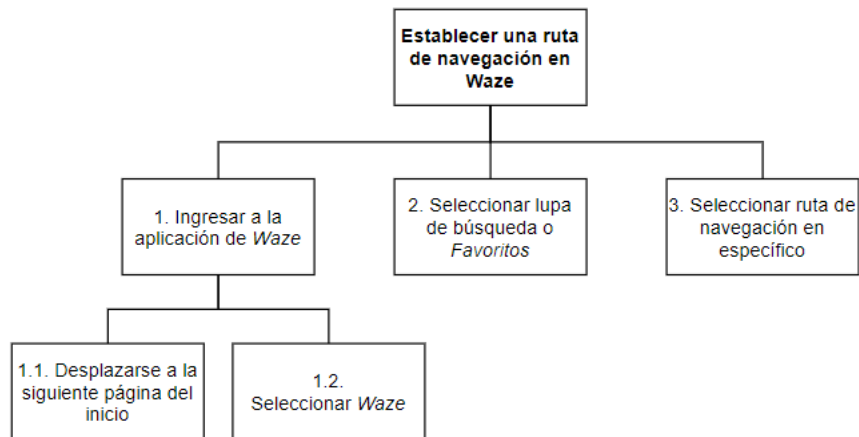 Establecer una ruta
de navegación en
Waze
1. Ingresar a la
aplicación de Waze
2. Seleccionar lupa
de búsqueda o
Favoritos
3. Seleccionar ruta de
navegación en
específico
1.1. Desplazarse a la
siguiente página del
inicio
1.2.
Seleccionar Waze